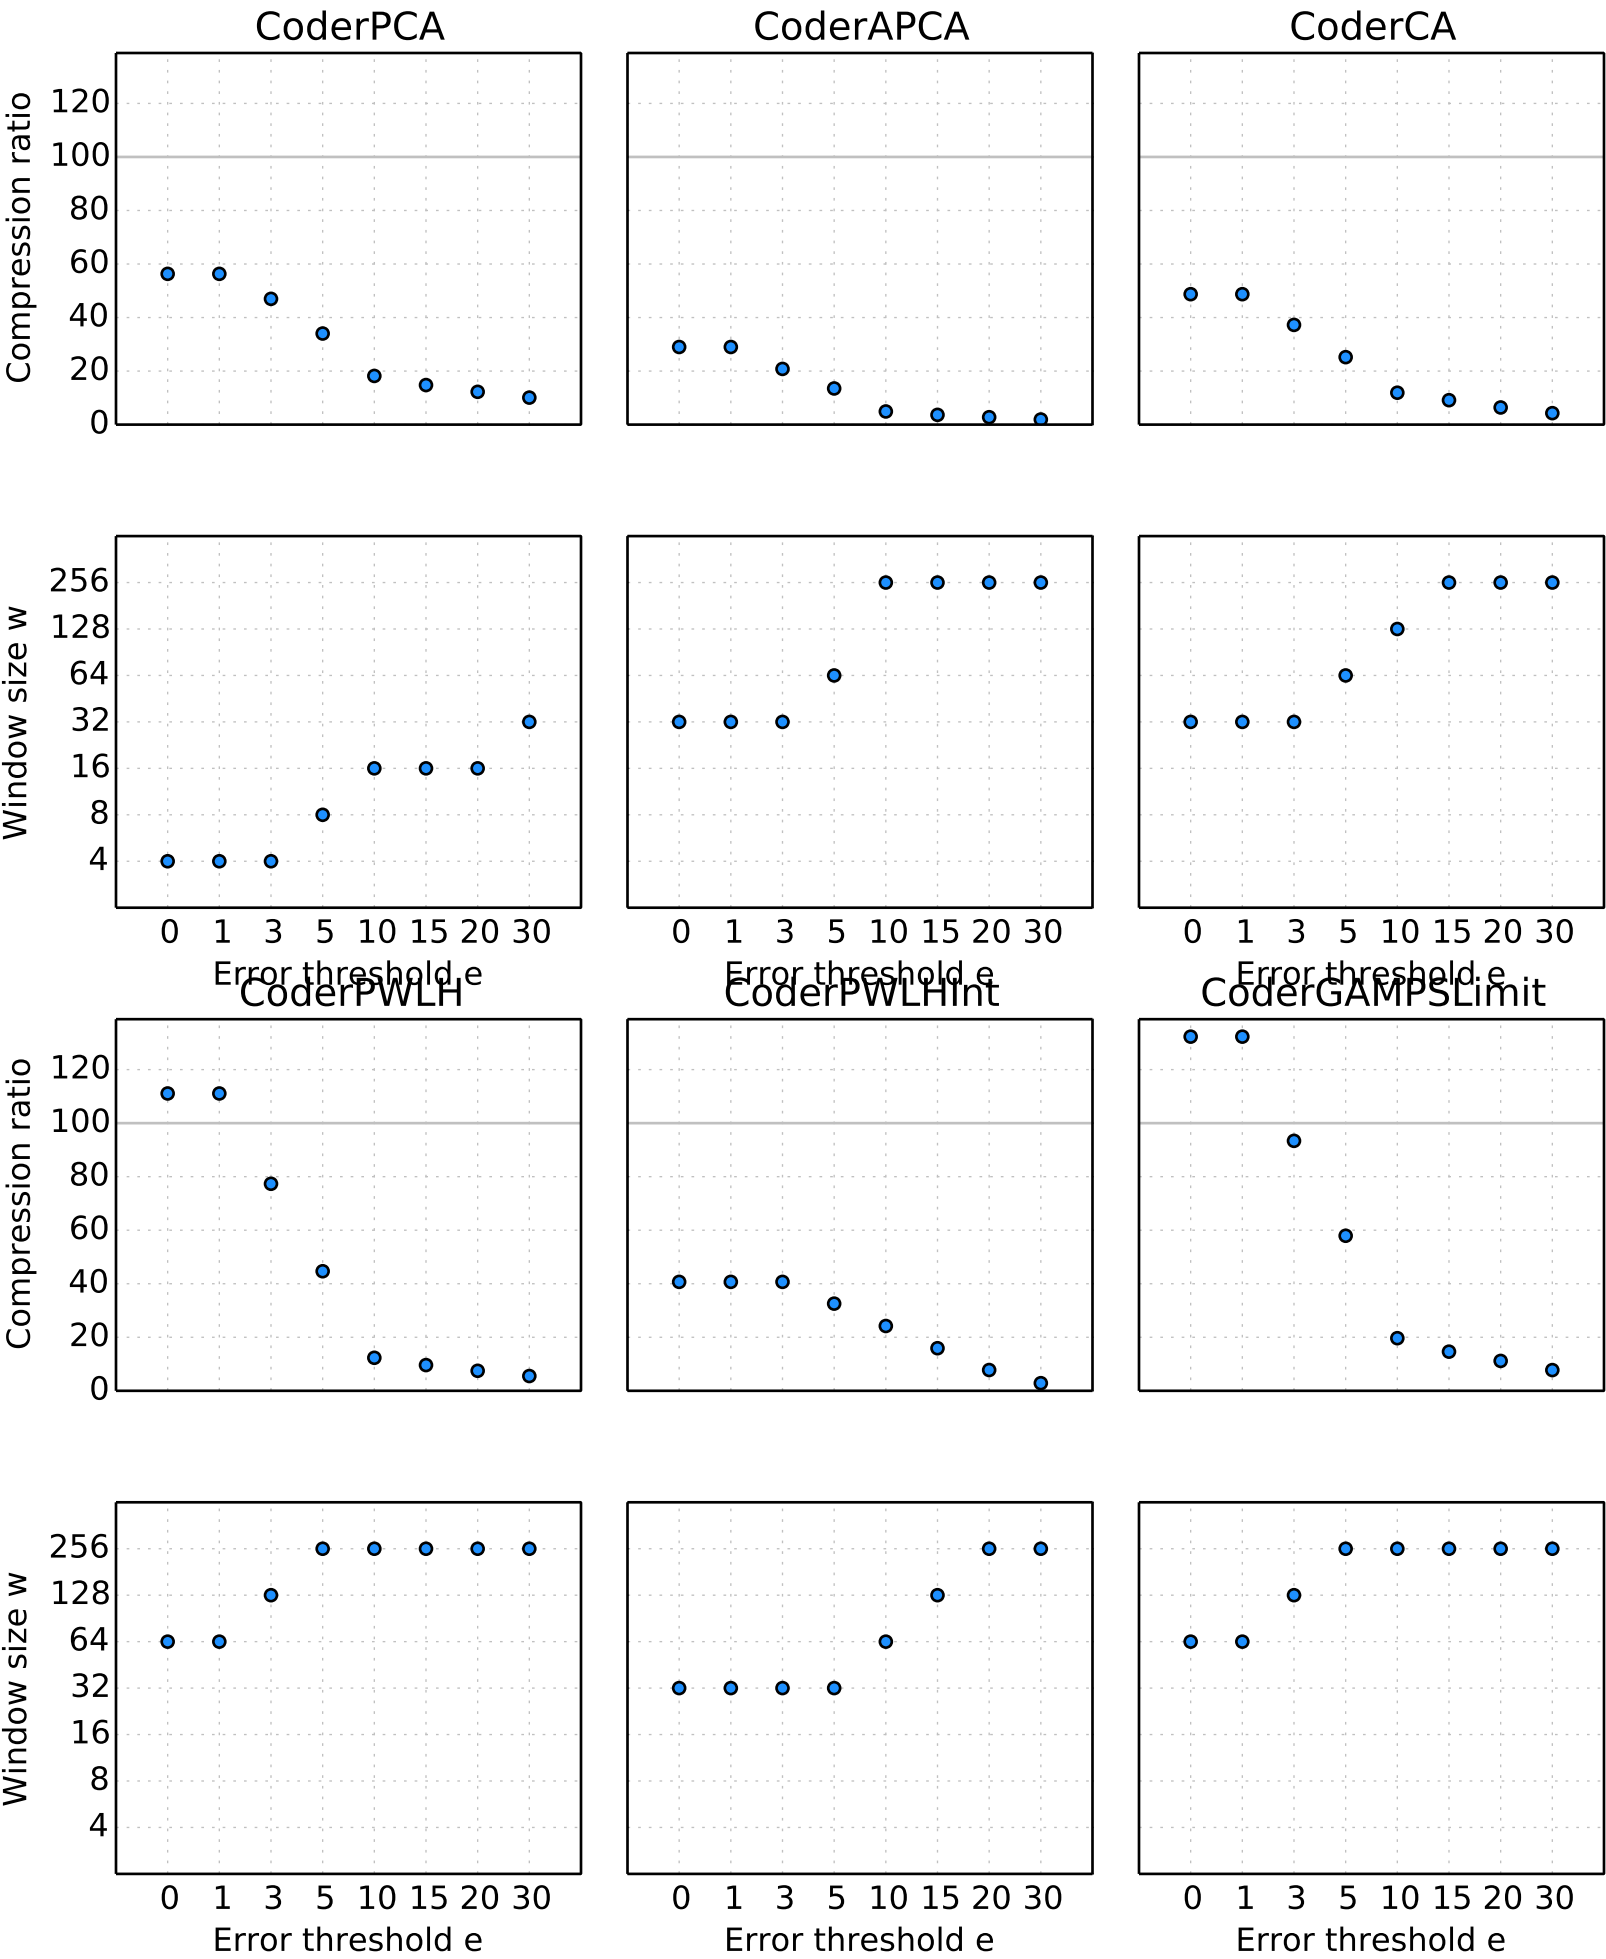 CoderPCA CoderAPCA CoderCA
Compression ratio
120
100
80
60
40
20
0
Window size w
256
128
64
32
16
8
4
0 1 3 5 10 15 20 30 0 1 3 5 10 15 20 30 0 1 3 5 10 15 20 30
Error threshold e Error threshold e Error threshold e
CoderPWLH CoderPWLHInt CoderGAMPSLimit
Compression ratio
120
100
80
60
40
20
0
Window size w
256
128
64
32
16
8
4
0 1 3 5 10 15 20 30 0 1 3 5 10 15 20 30 0 1 3 5 10 15 20 30
Error threshold e Error threshold e Error threshold e